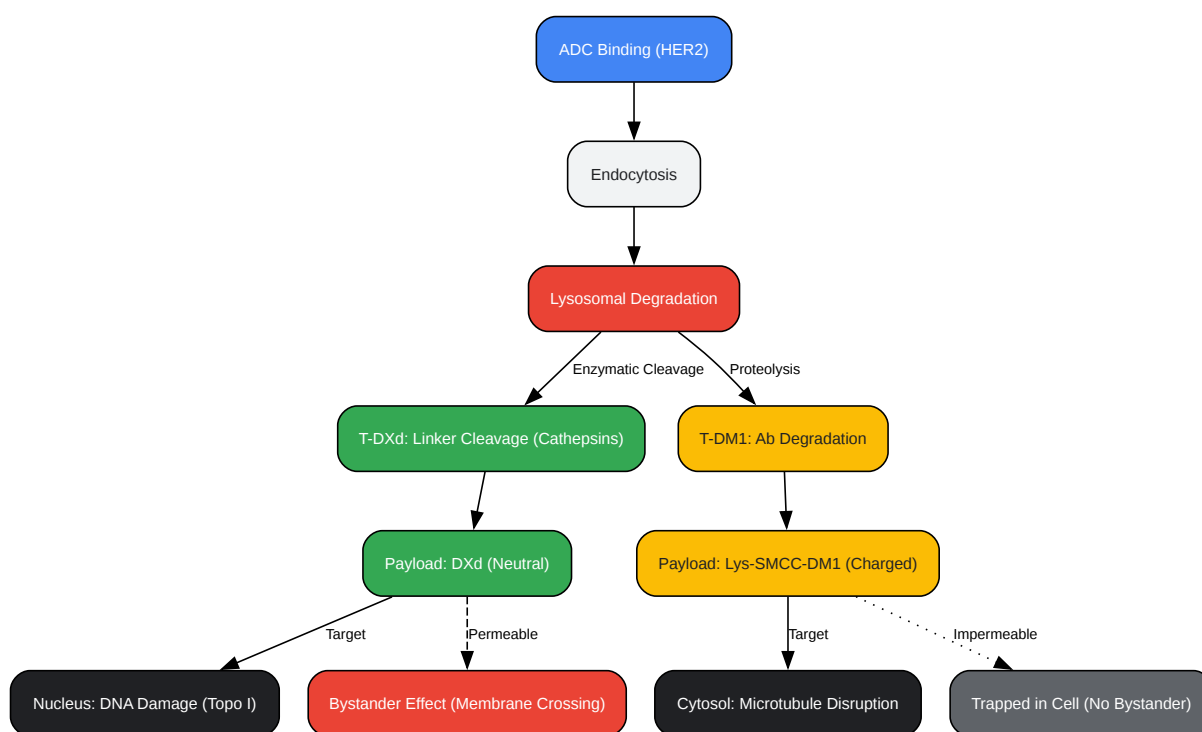 ADC Binding (HER2)
Endocytosis
Lysosomal Degradation
Enzymatic Cleavage
Proteolysis
T-DXd: Linker Cleavage (Cathepsins)
T-DM1: Ab Degradation
Payload: DXd (Neutral)
Payload: Lys-SMCC-DM1 (Charged)
Target
Permeable
Target
Impermeable
Nucleus: DNA Damage (Topo I)
Bystander Effect (Membrane Crossing)
Cytosol: Microtubule Disruption
Trapped in Cell (No Bystander)